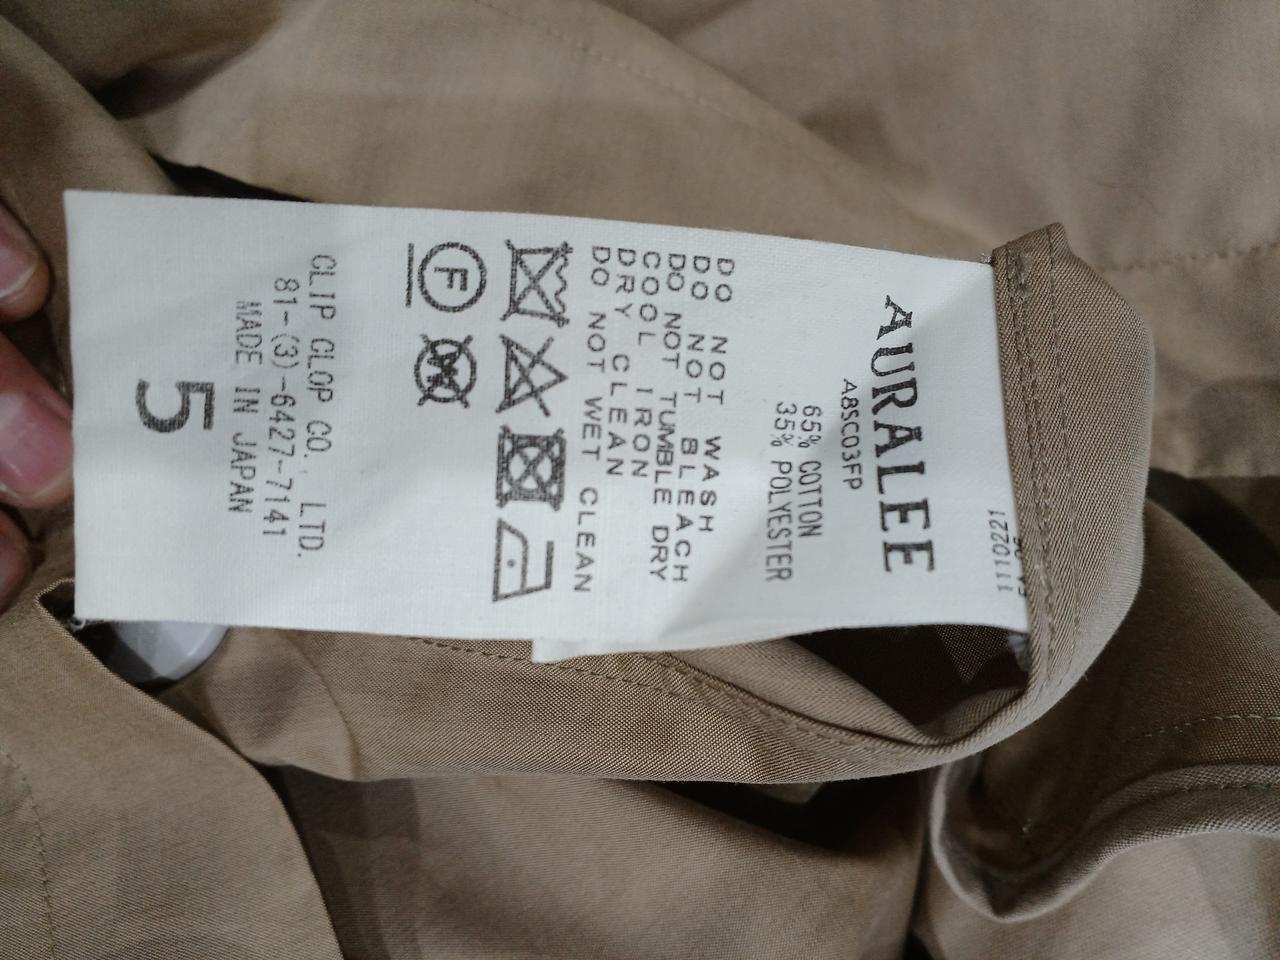 AURALEE
A8SC03FP
65% COTTON
35% POLYESTER
DO NOT WASH
DO NOT BLEACH
DO NOT TUMBLE DRY
COOL IRON
DRY CLEAN
DO NOT WET CLEAN
F
W
CLIP CLOP CO., LTD.
81-(3)-6427-7141
MADE IN JAPAN
5
1110221